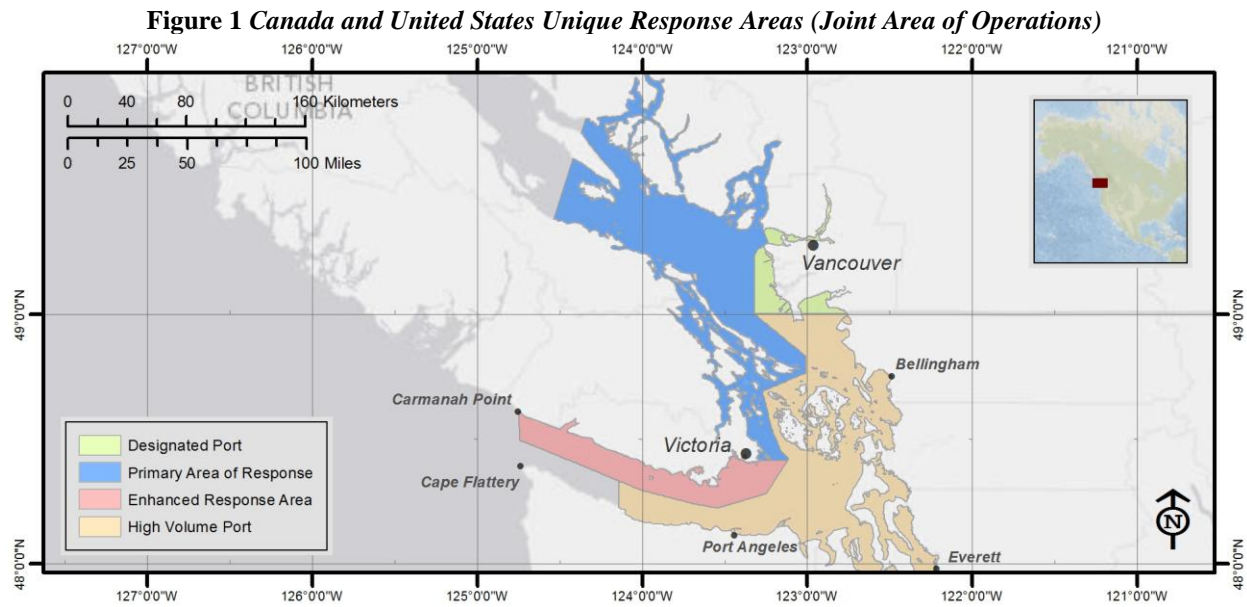 Figure 1 Canada and United States Unique Response Areas (Joint Area of Operations)
127°0'0"W 126°0'0"W 125°0'0"W 124°0'0"W 123°0'0"W 122°0'0"W 121°0'0"W
BRITISH
COLUMBIA
0 40 80 160 Kilometers
0 25 50 100 Miles
Vancouver
49°0'0"N 49°0'0"N
Bellingham
Carmanah Point
Victoria
Cape Flattery
Designated Port
Primary Area of Response
Enhanced Response Area
High Volume Port
N
Port Angeles
Everett
48°0'0"N 48°0'0"N
127°0'0"W 126°0'0"W 125°0'0"W 124°0'0"W 123°0'0"W 122°0'0"W 121°0'0"W